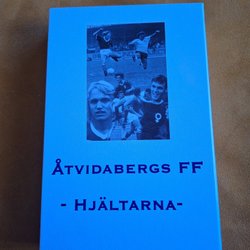 Åtvidabergs FF
- Hjältarna-